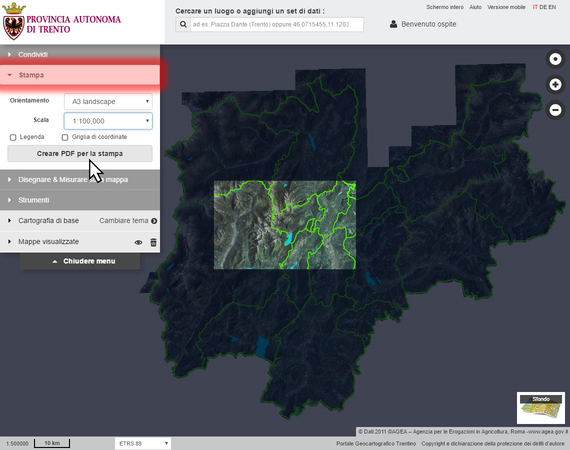 PROVINCIA AUTONOMA
DI TRENTO
Cercare un luogo o aggiungi un set di dati :
ad es. Piazza Dante (Trento) oppure 46.0715455,11.1202)
Schermo intero Aiuto Versione mobile IT DE EN
Benvenuto ospite
Condividi
Stampa
Orientamento A3 landscape
Scala 1:100,000
Legenda Griglia di coordinate
Creare PDF per la stampa
Disegnare & Misurare mappa
Strumenti
Cartografia di base Cambiare tema
Mappe visualizzate
Chiudere menu
Sfondo
© Dati:2011 ©AGEA – Agenzia per le Erogazioni in Agricoltura, Roma -www.agea.gov.it
1:500000 10 km ETRS 89 Portale Geocartografico Trentino Copyright e dichiarazione della protezione dei diritti d'autore